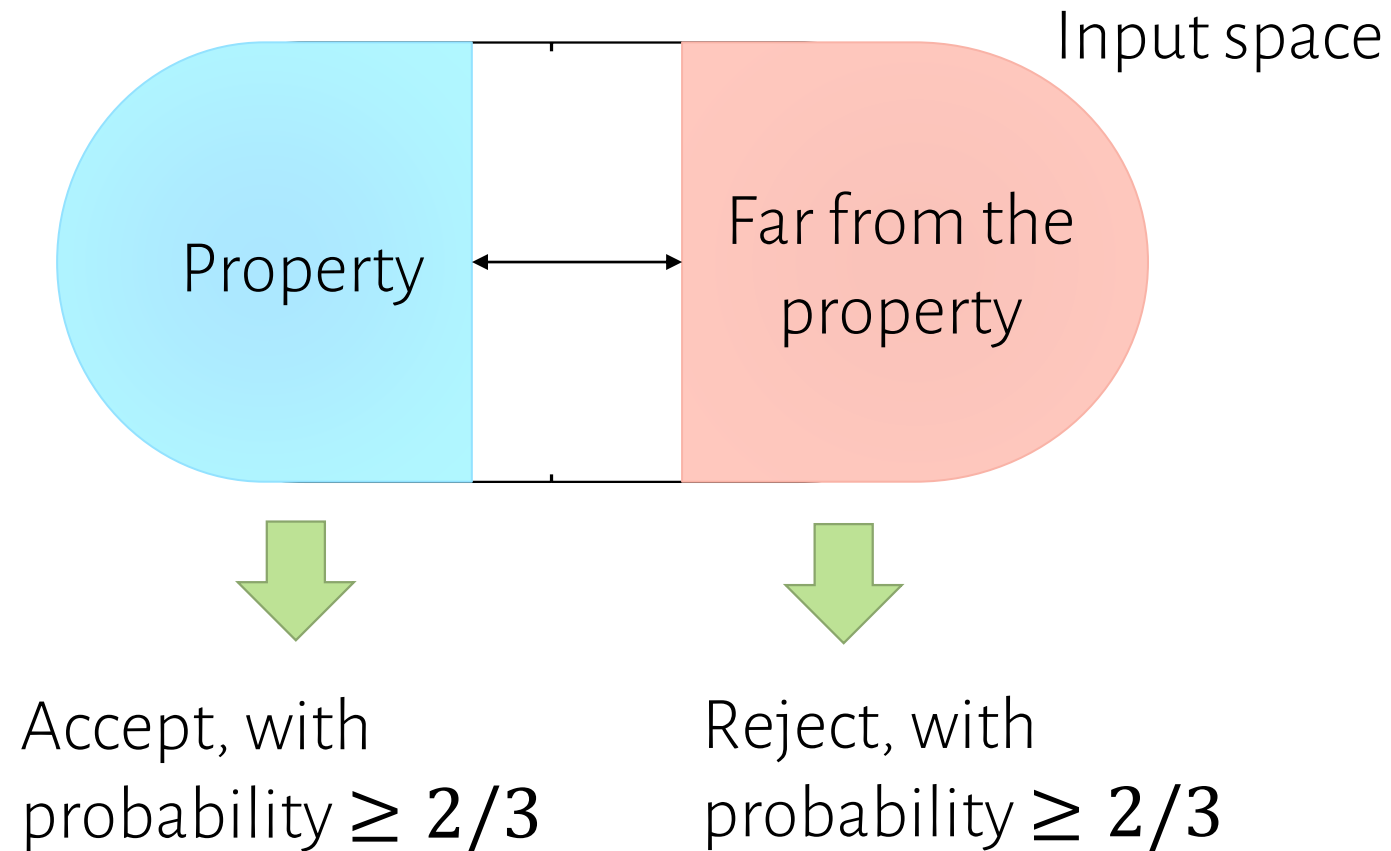 Input space
Property
Far from the
property
Accept, with
probability ≥ 2/3
Reject, with
probability ≥ 2/3